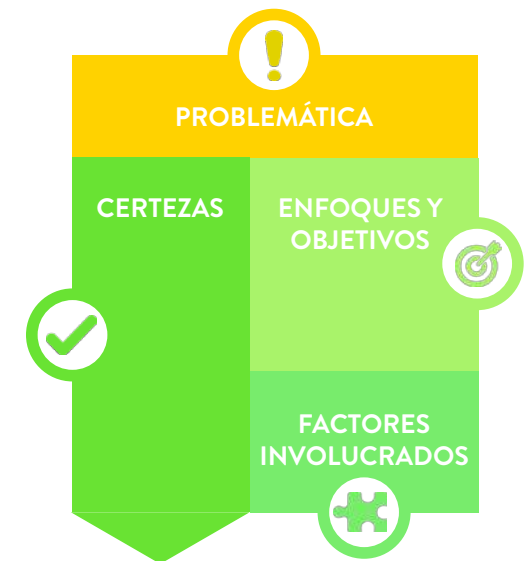 PROBLEMÁTICA
CERTEZAS
ENFOQUES Y
OBJETIVOS
FACTORES
INVOLUCRADOS